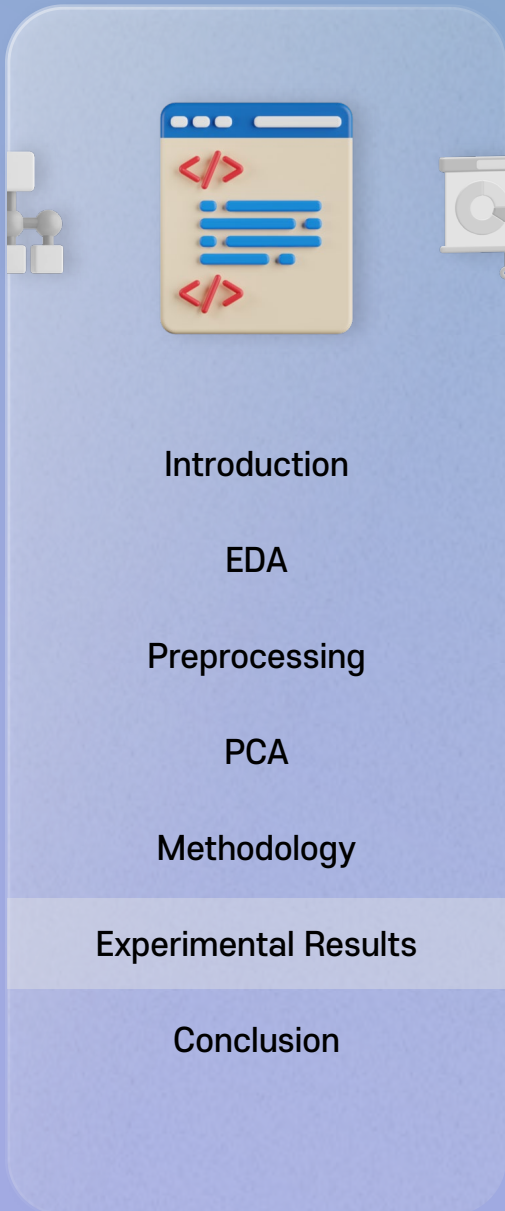 </>
</>
Introduction
EDA
Preprocessing
PCA
Methodology
Experimental Results
Conclusion